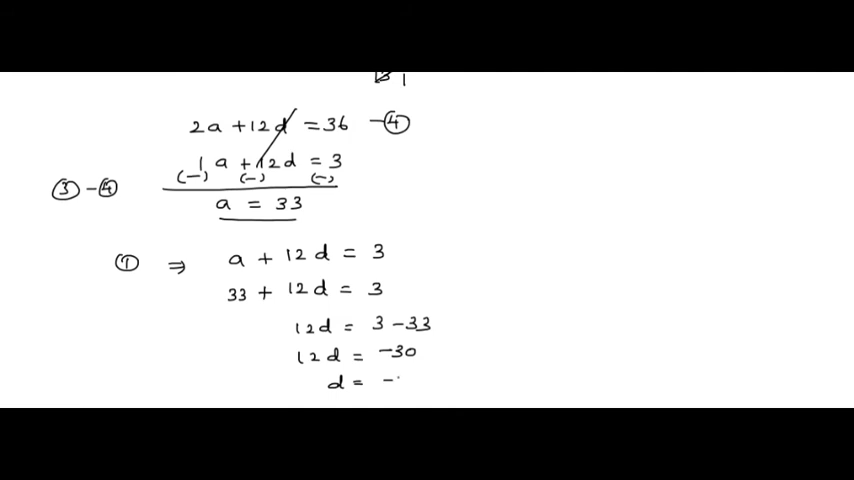 2a + 12d = 36 - ④
1a + 12d = 3
(-) (-) (-)
③ - ④
a = 33
① ⇒ a + 12d = 3
33 + 12d = 3
12d = 3 - 33
12d = -30
d = -